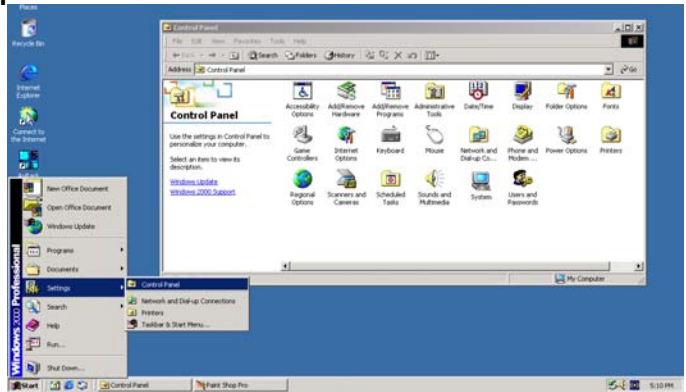 Places
Recycle Bin
Internet
Explorer
Connect to
the Internet
Control Panel
File Edit View Favorites Tools Help
Back
Search Folders History
Address Control Panel
Go
Control Panel
Use the settings in Control Panel to
personalize your computer.
Select an item to view its
description.
Windows Update
Windows 2000 Support
Accessibility
Options
Add/Remove
Hardware
Add/Remove
Programs
Administrative
Tools
Date/Time
Display
Folder Options
Fonts
Game
Controllers
Internet
Options
Keyboard
Mouse
Network and
Dial-up Co...
Phone and
Modem ...
Power Options
Printers
Regional
Options
Scanners and
Cameras
Scheduled
Tasks
Sounds and
Multimedia
System
Users and
Passwords
My Computer
New Office Document
Open Office Document
Windows Update
Programs
Documents
Settings
Search
Help
Run...
Shut Down...
Windows 2000 Professional
Control Panel
Network and Dial-up Connections
Printers
Taskbar & Start Menu...
Start
Control Panel
Paint Shop Pro
5:10 PM